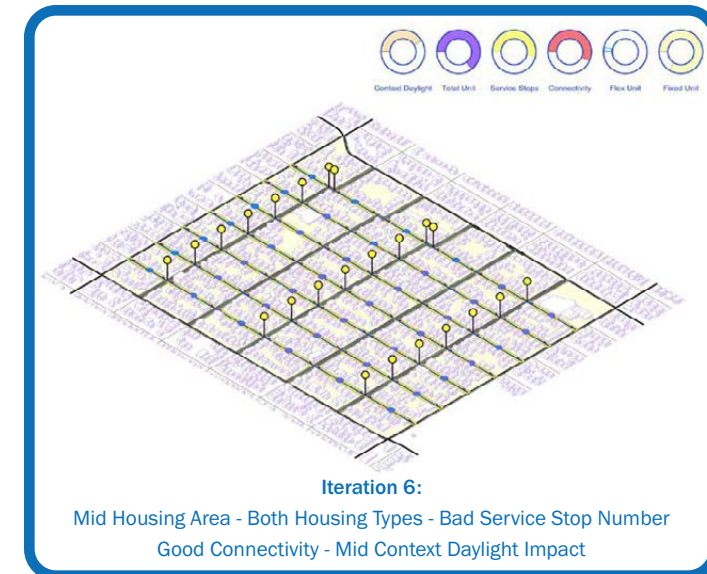 Context Daylight Total Unit Service Stops Connectivity Flex Unit Fixed Unit
Iteration 6:
Mid Housing Area - Both Housing Types - Bad Service Stop Number
Good Connectivity - Mid Context Daylight Impact